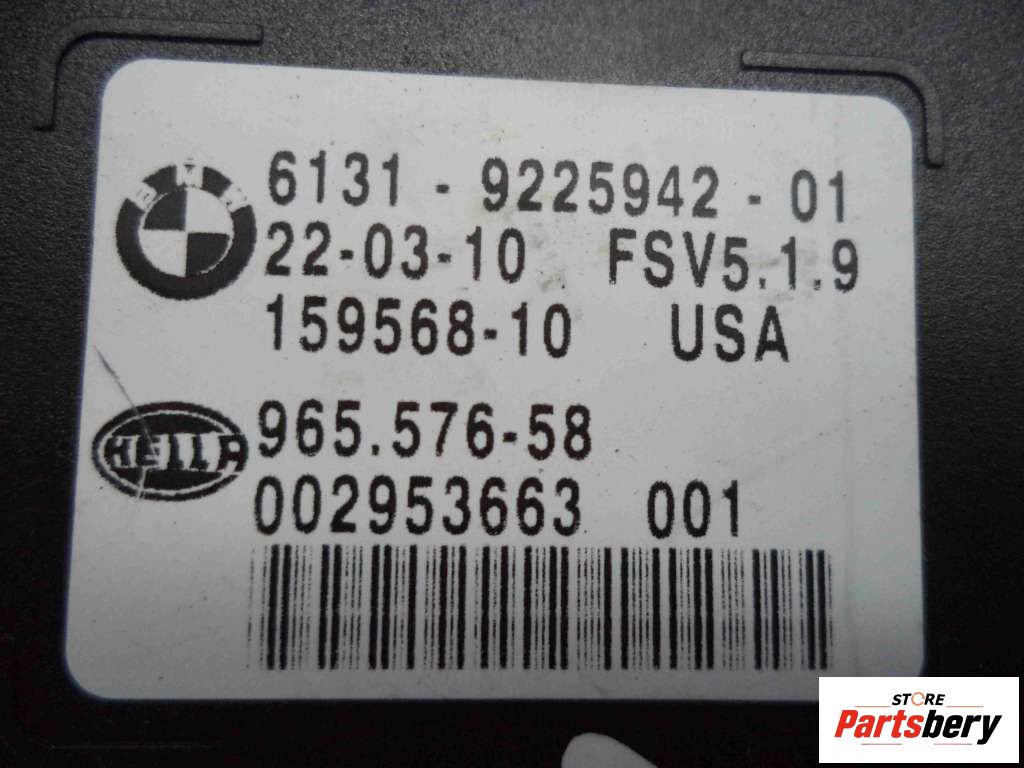 BMW
6131 - 9225942 - 01
22-03-10 FSV5.1.9
159568-10 USA
HELLA
965.576-58
002953663 001
STORE
Partsbery